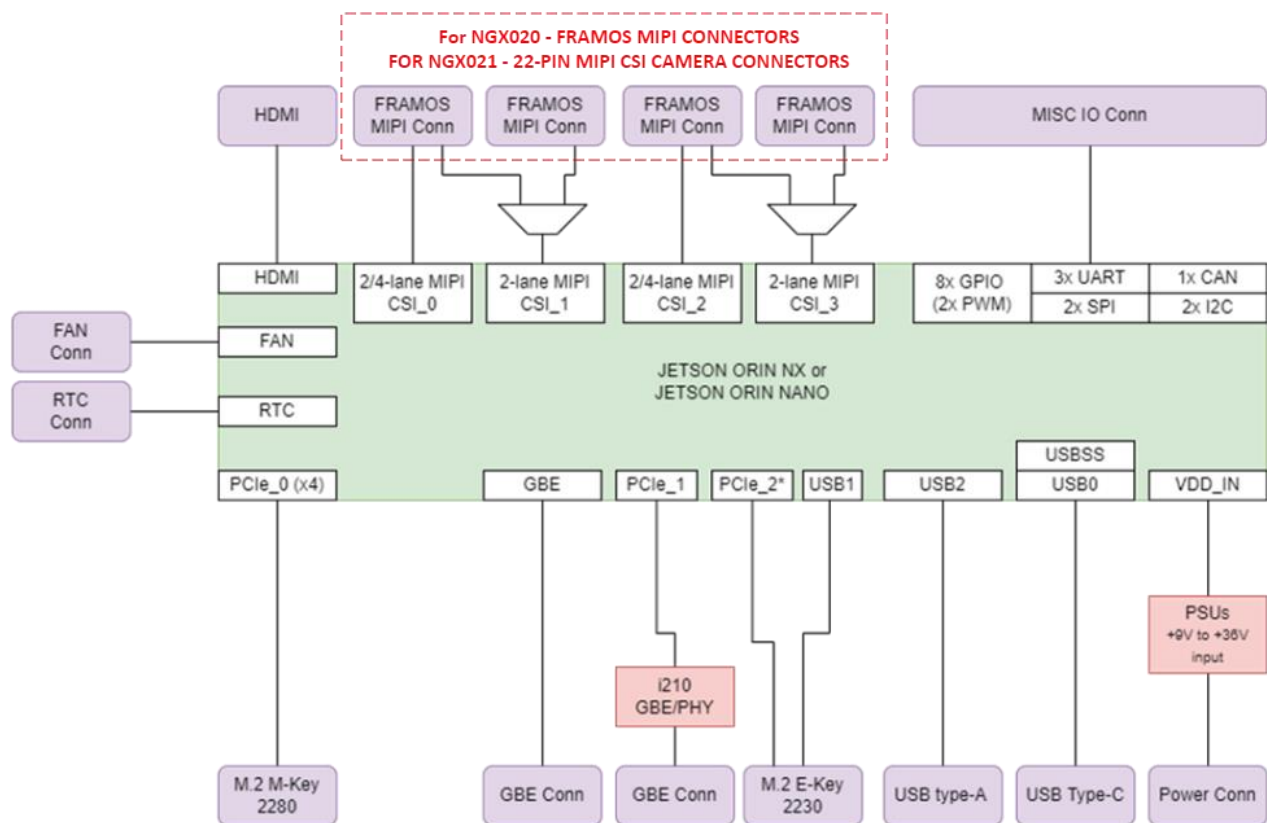 For NGX020 - FRAMOS MIPI CONNECTORS
FOR NGX021 - 22-PIN MIPI CSI CAMERA CONNECTORS
HDMI
FRAMOS
MIPI Conn
FRAMOS
MIPI Conn
FRAMOS
MIPI Conn
FRAMOS
MIPI Conn
MISC IO Conn
HDMI
2/4-lane MIPI
CSI_0
2-lane MIPI
CSI_1
2/4-lane MIPI
CSI_2
2-lane MIPI
CSI_3
8x GPIO
(2x PWM)
3x UART
1x CAN
2x SPI
2x I2C
FAN
Conn
FAN
JETSON ORIN NX or
JETSON ORIN NANO
RTC
Conn
RTC
USBSS
PCIe_0 (x4)
GBE
PCIe_1
PCIe_2*
USB1
USB2
USB0
VDD_IN
PSUs
+9V to +36V
input
i210
GBE/PHY
M.2 M-Key
2280
GBE Conn
GBE Conn
M.2 E-Key
2230
USB type-A
USB Type-C
Power Conn